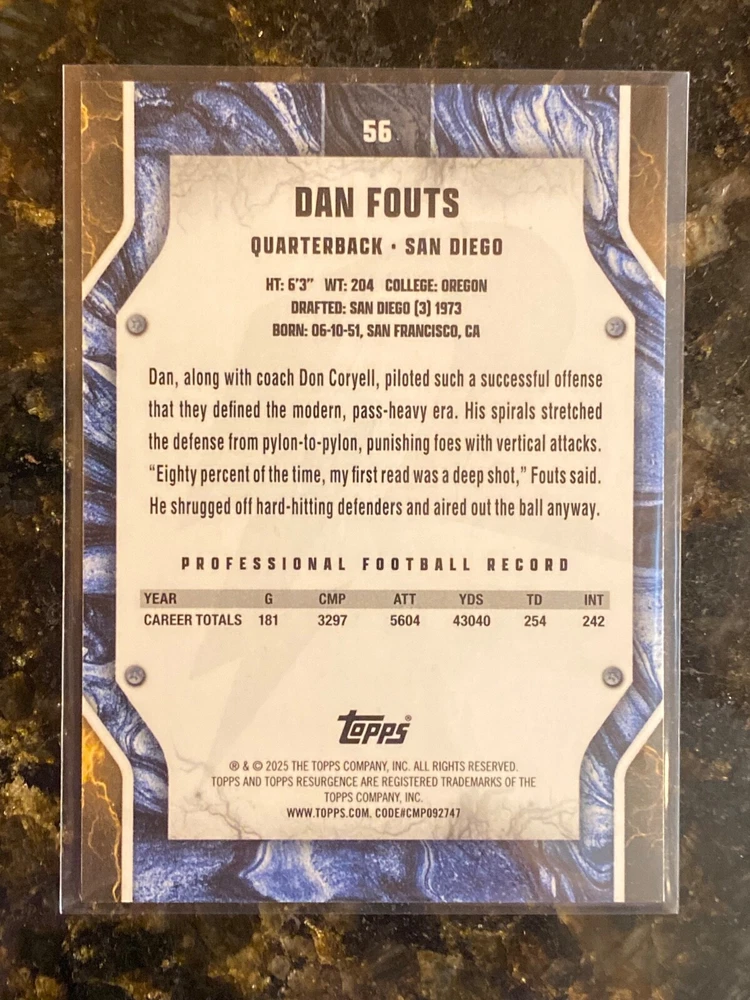 56
DAN FOUTS
QUARTERBACK • SAN DIEGO
HT: 6'3" WT: 204 COLLEGE: OREGON
DRAFTED: SAN DIEGO (3) 1973
BORN: 06-10-51, SAN FRANCISCO, CA
Dan, along with coach Don Coryell, piloted such a successful offense
that they defined the modern, pass-heavy era. His spirals stretched
the defense from pylon-to-pylon, punishing foes with vertical attacks.
“Eighty percent of the time, my first read was a deep shot,” Fouts said.
He shrugged off hard-hitting defenders and aired out the ball anyway.
PROFESSIONAL FOOTBALL RECORD
YEAR G CMP ATT YDS TD INT
CAREER TOTALS 181 3297 5604 43040 254 242
topps®
® & © 2025 THE TOPPS COMPANY, INC. ALL RIGHTS RESERVED.
TOPPS AND TOPPS RESURGENCE ARE REGISTERED TRADEMARKS OF THE
TOPPS COMPANY, INC.
WWW.TOPPS.COM. CODE#CMP092747